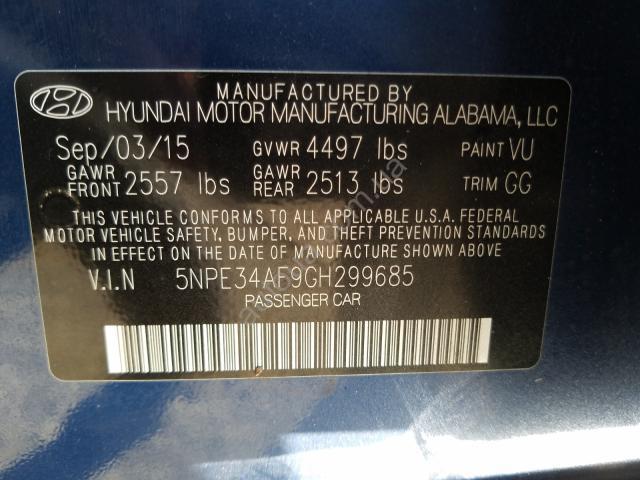 MANUFACTURED BY
HYUNDAI MOTOR MANUFACTURING ALABAMA, LLC
Sep/03/15 GVWR 4497 lbs PAINT VU
GAWR FRONT 2557 lbs GAWR REAR 2513 lbs TRIM GG
THIS VEHICLE CONFORMS TO ALL APPLICABLE U.S.A. FEDERAL
MOTOR VEHICLE SAFETY, BUMPER, AND THEFT PREVENTION STANDARDS
IN EFFECT ON THE DATE OF MANUFACTURE SHOWN ABOVE.
V.I.N 5NPE34AF9GH299685
PASSENGER CAR